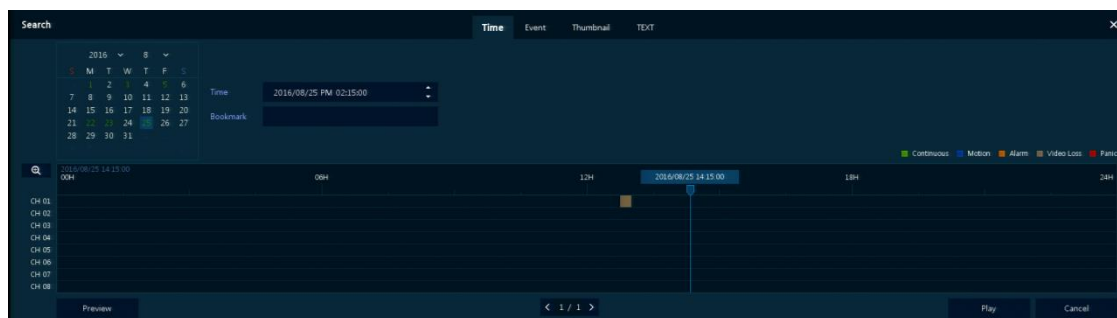 Search Time Event Thumbnail TEXT
2016 8
S M T W T F S
1 2 3 4 5 6
7 8 9 10 11 12 13
14 15 16 17 18 19 20
21 22 23 24 25 26 27
28 29 30 31
Time 2016/08/25 PM 02:15:00
Bookmark
Continuous Motion Alarm Video Loss Panic
2016/08/25 14:15:00
00H 06H 12H 2016/08/25 14:15:00 18H 24H
CH 01
CH 02
CH 03
CH 04
CH 05
CH 06
CH 07
CH 08
Preview < 1 / 1 > Play Cancel